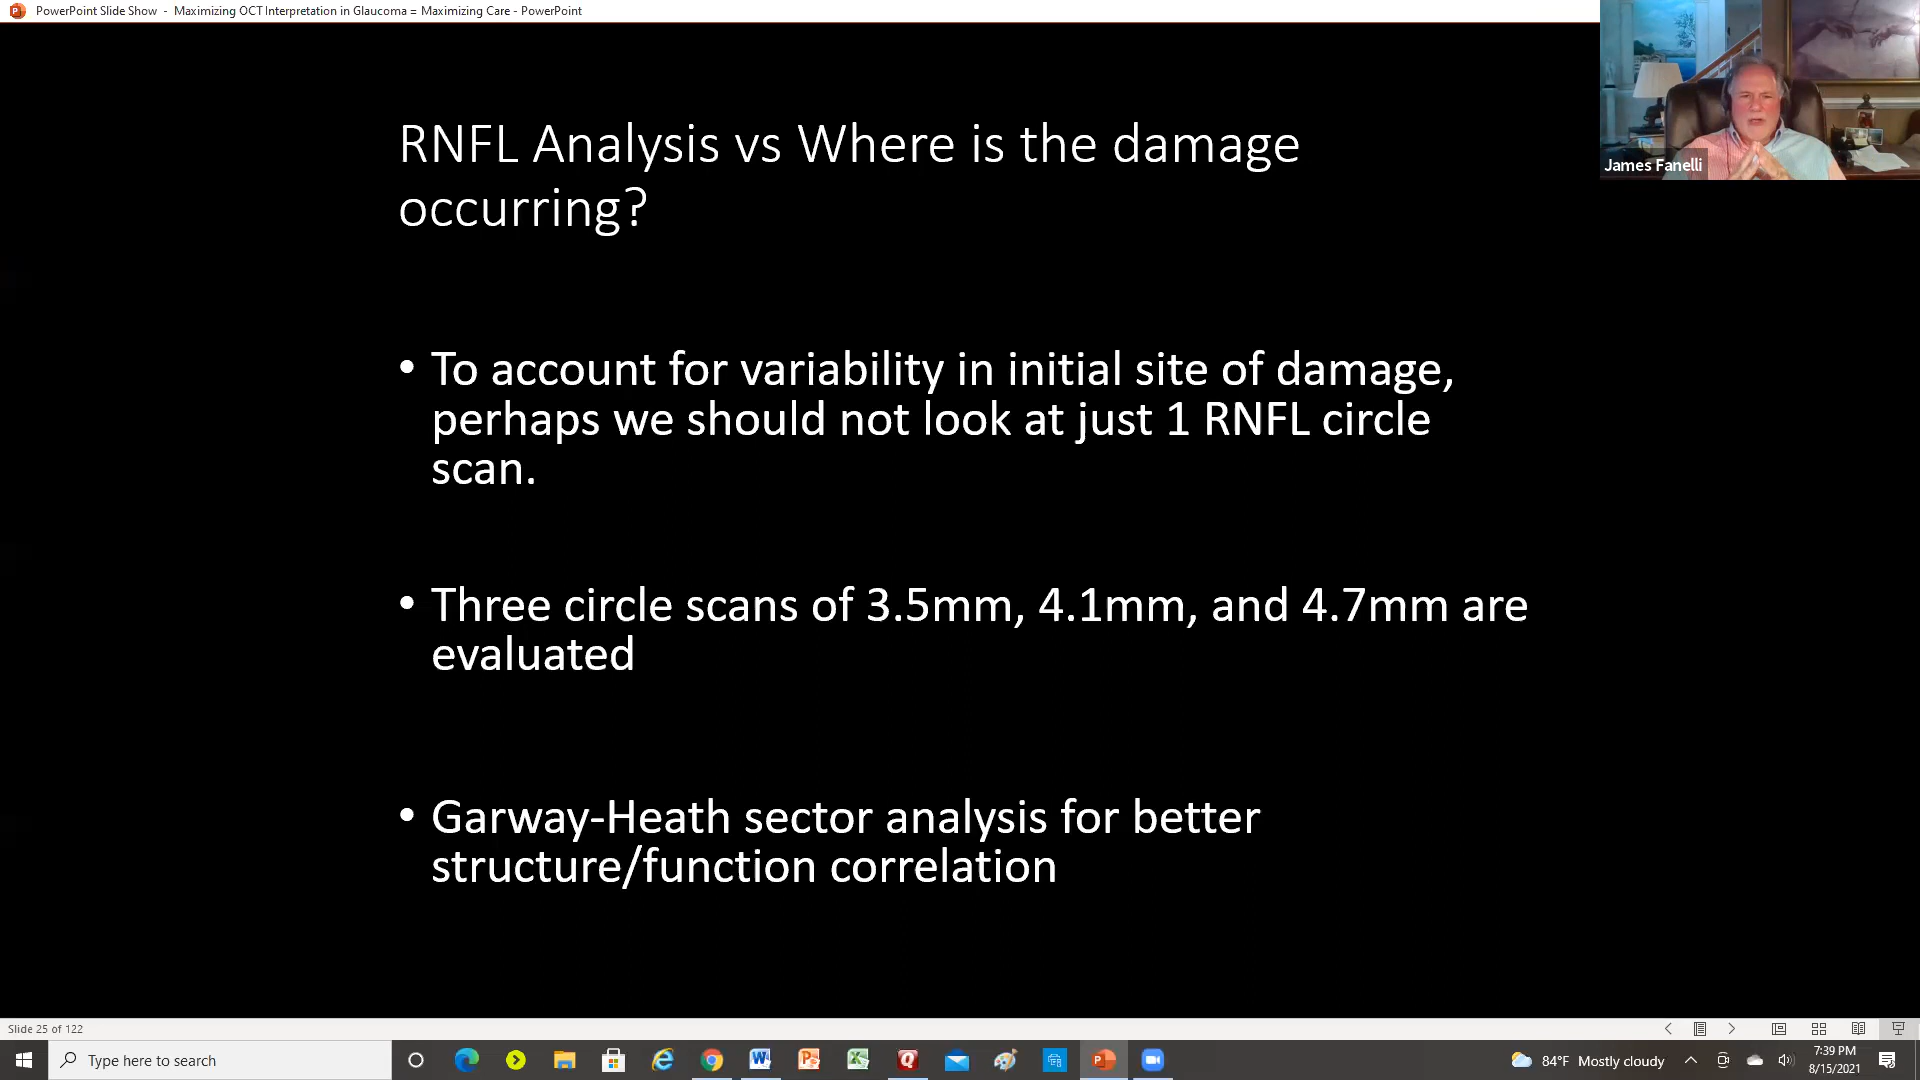 PowerPoint Slide Show - Maximizing OCT Interpretation in Glaucoma = Maximizing Care - PowerPoint
James Fanelli
RNFL Analysis vs Where is the damage
occurring?
• To account for variability in initial site of damage,
perhaps we should not look at just 1 RNFL circle
scan.
• Three circle scans of 3.5mm, 4.1mm, and 4.7mm are
evaluated
• Garway-Heath sector analysis for better
structure/function correlation
Slide 25 of 122
Type here to search
84°F Mostly cloudy
7:39 PM
8/15/2021